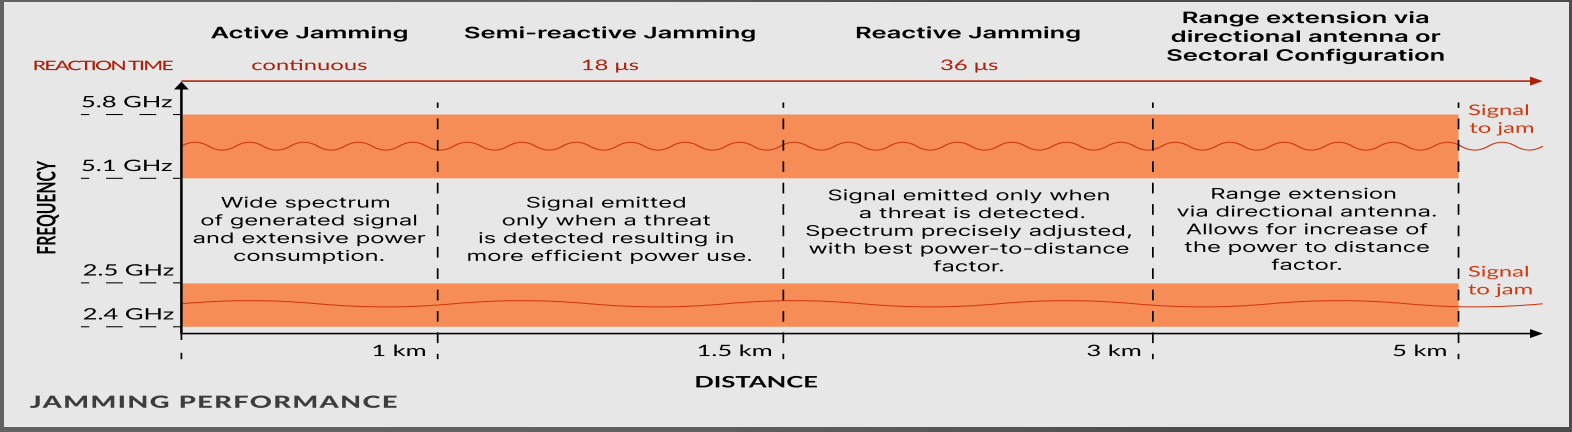 Active Jamming
Semi-reactive Jamming
Reactive Jamming
Range extension via
directional antenna or
Sectoral Configuration
REACTION TIME
continuous
18 µs
36 µs
5.8 GHz
5.1 GHz
2.5 GHz
2.4 GHz
FREQUENCY
Signal
to jam
Wide spectrum
of generated signal
and extensive power
consumption.
Signal emitted
only when a threat
is detected resulting in
more efficient power use.
Signal emitted only when
a threat is detected.
Spectrum precisely adjusted,
with best power-to-distance
factor.
Range extension
via directional antenna.
Allows for increase of
the power to distance
factor.
Signal
to jam
1 km
1.5 km
3 km
5 km
DISTANCE
JAMMING PERFORMANCE